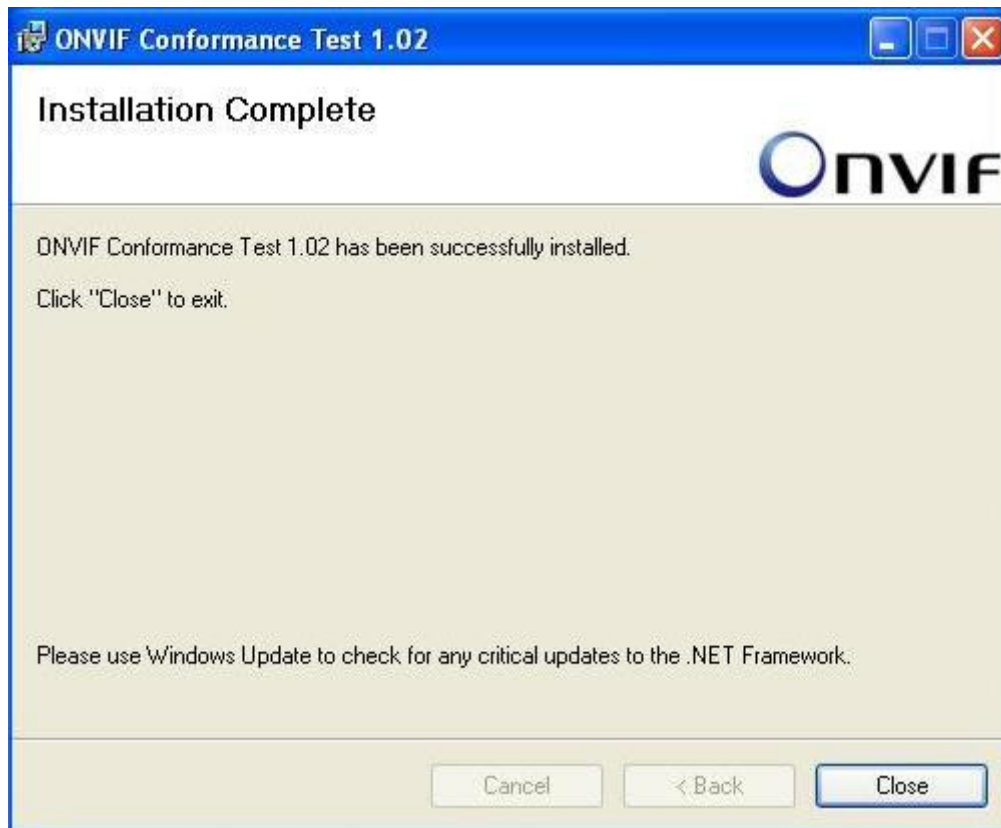 ONVIF Conformance Test 1.02
Installation Complete
ONVIF
ONVIF Conformance Test 1.02 has been successfully installed.
Click "Close" to exit.
Please use Windows Update to check for any critical updates to the .NET Framework.
Cancel
< Back
Close